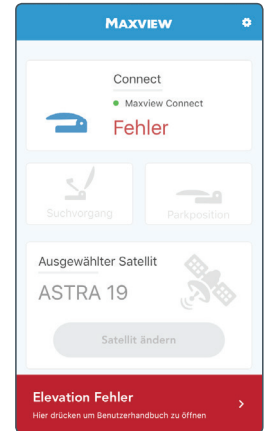 MAXVIEW
Connect
Maxview Connect
Fehler
Suchvorgang
Parkposition
Ausgewählter Satellit
ASTRA 19
Satellit ändern
Elevation Fehler
Hier drücken um Benutzerhandbuch zu öffnen